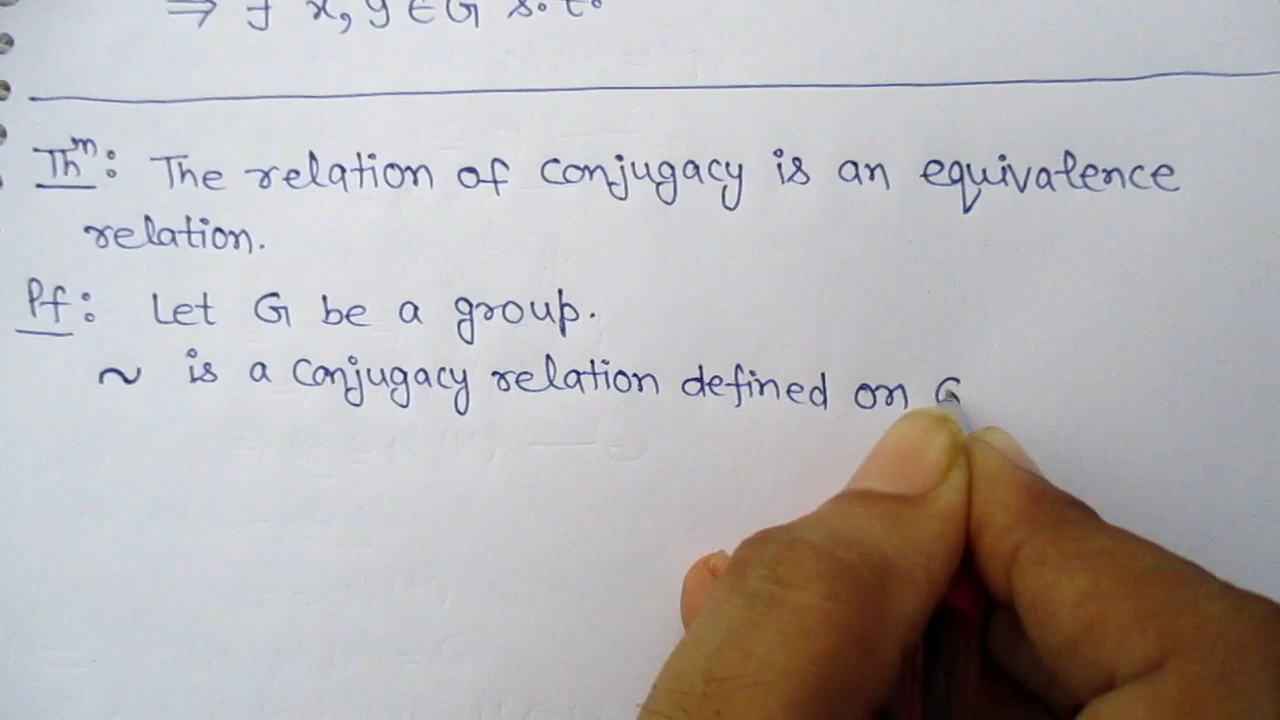 ⇒ ∃ x, y ∈ G s.t.
Thm: The relation of conjugacy is an equivalence
relation.
Pf: Let G be a group.
~ is a conjugacy relation defined on G